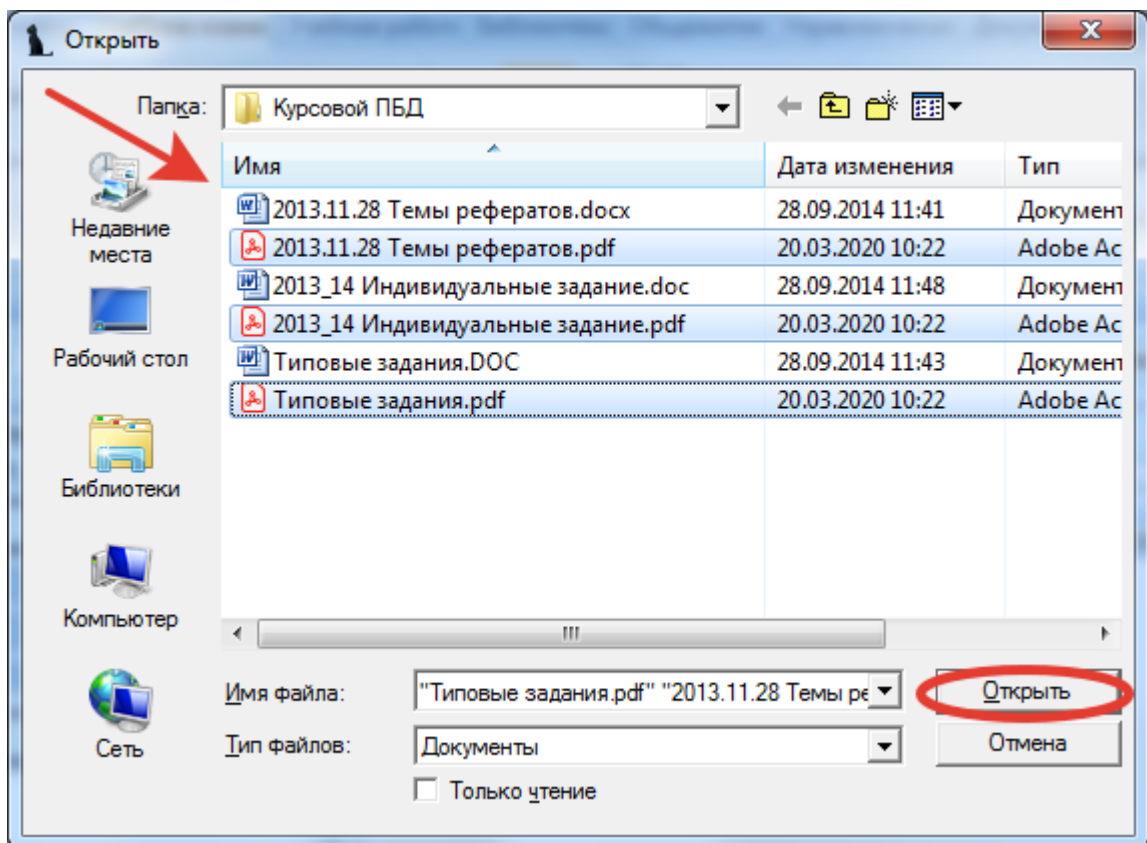 Открыть
Папка: Курсовой ПБД
Имя Дата изменения Тип
2013.11.28 Темы рефератов.docx 28.09.2014 11:41 Документ
2013.11.28 Темы рефератов.pdf 20.03.2020 10:22 Adobe Ac
2013_14 Индивидуальные задание.doc 28.09.2014 11:48 Документ
2013_14 Индивидуальные задание.pdf 20.03.2020 10:22 Adobe Ac
Типовые задания.DOC 28.09.2014 11:43 Документ
Типовые задания.pdf 20.03.2020 10:22 Adobe Ac
Недавние
места
Рабочий стол
Библиотеки
Компьютер
Сеть
Имя файла: "Типовые задания.pdf" "2013.11.28 Темы ре Открыть
Тип файлов: Документы Отмена
Только чтение